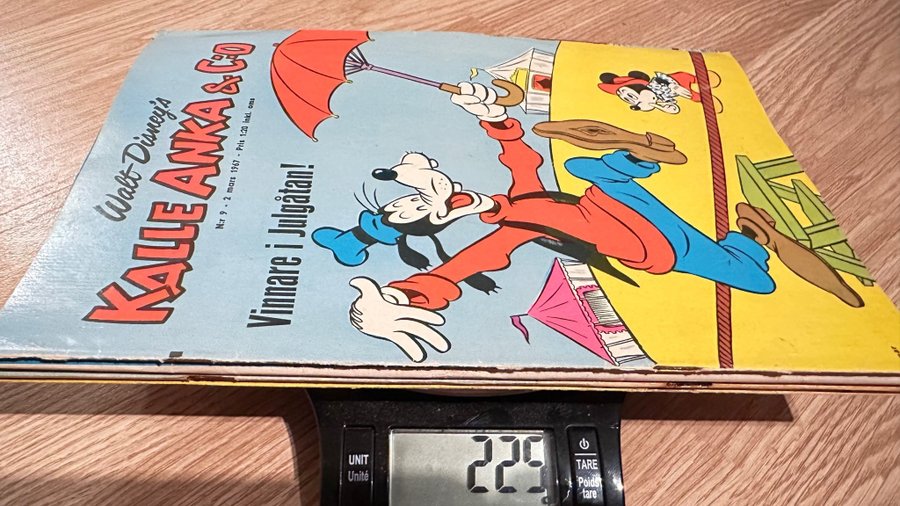 Walt Disney's
KALLE ANKA & C:O
N:r 9 - 2 mars 1967 - Pris 1:20 inkl. oms
Vinnare i Julgåtan!
UNIT
Unité
225
g
TARE
Poids
tare